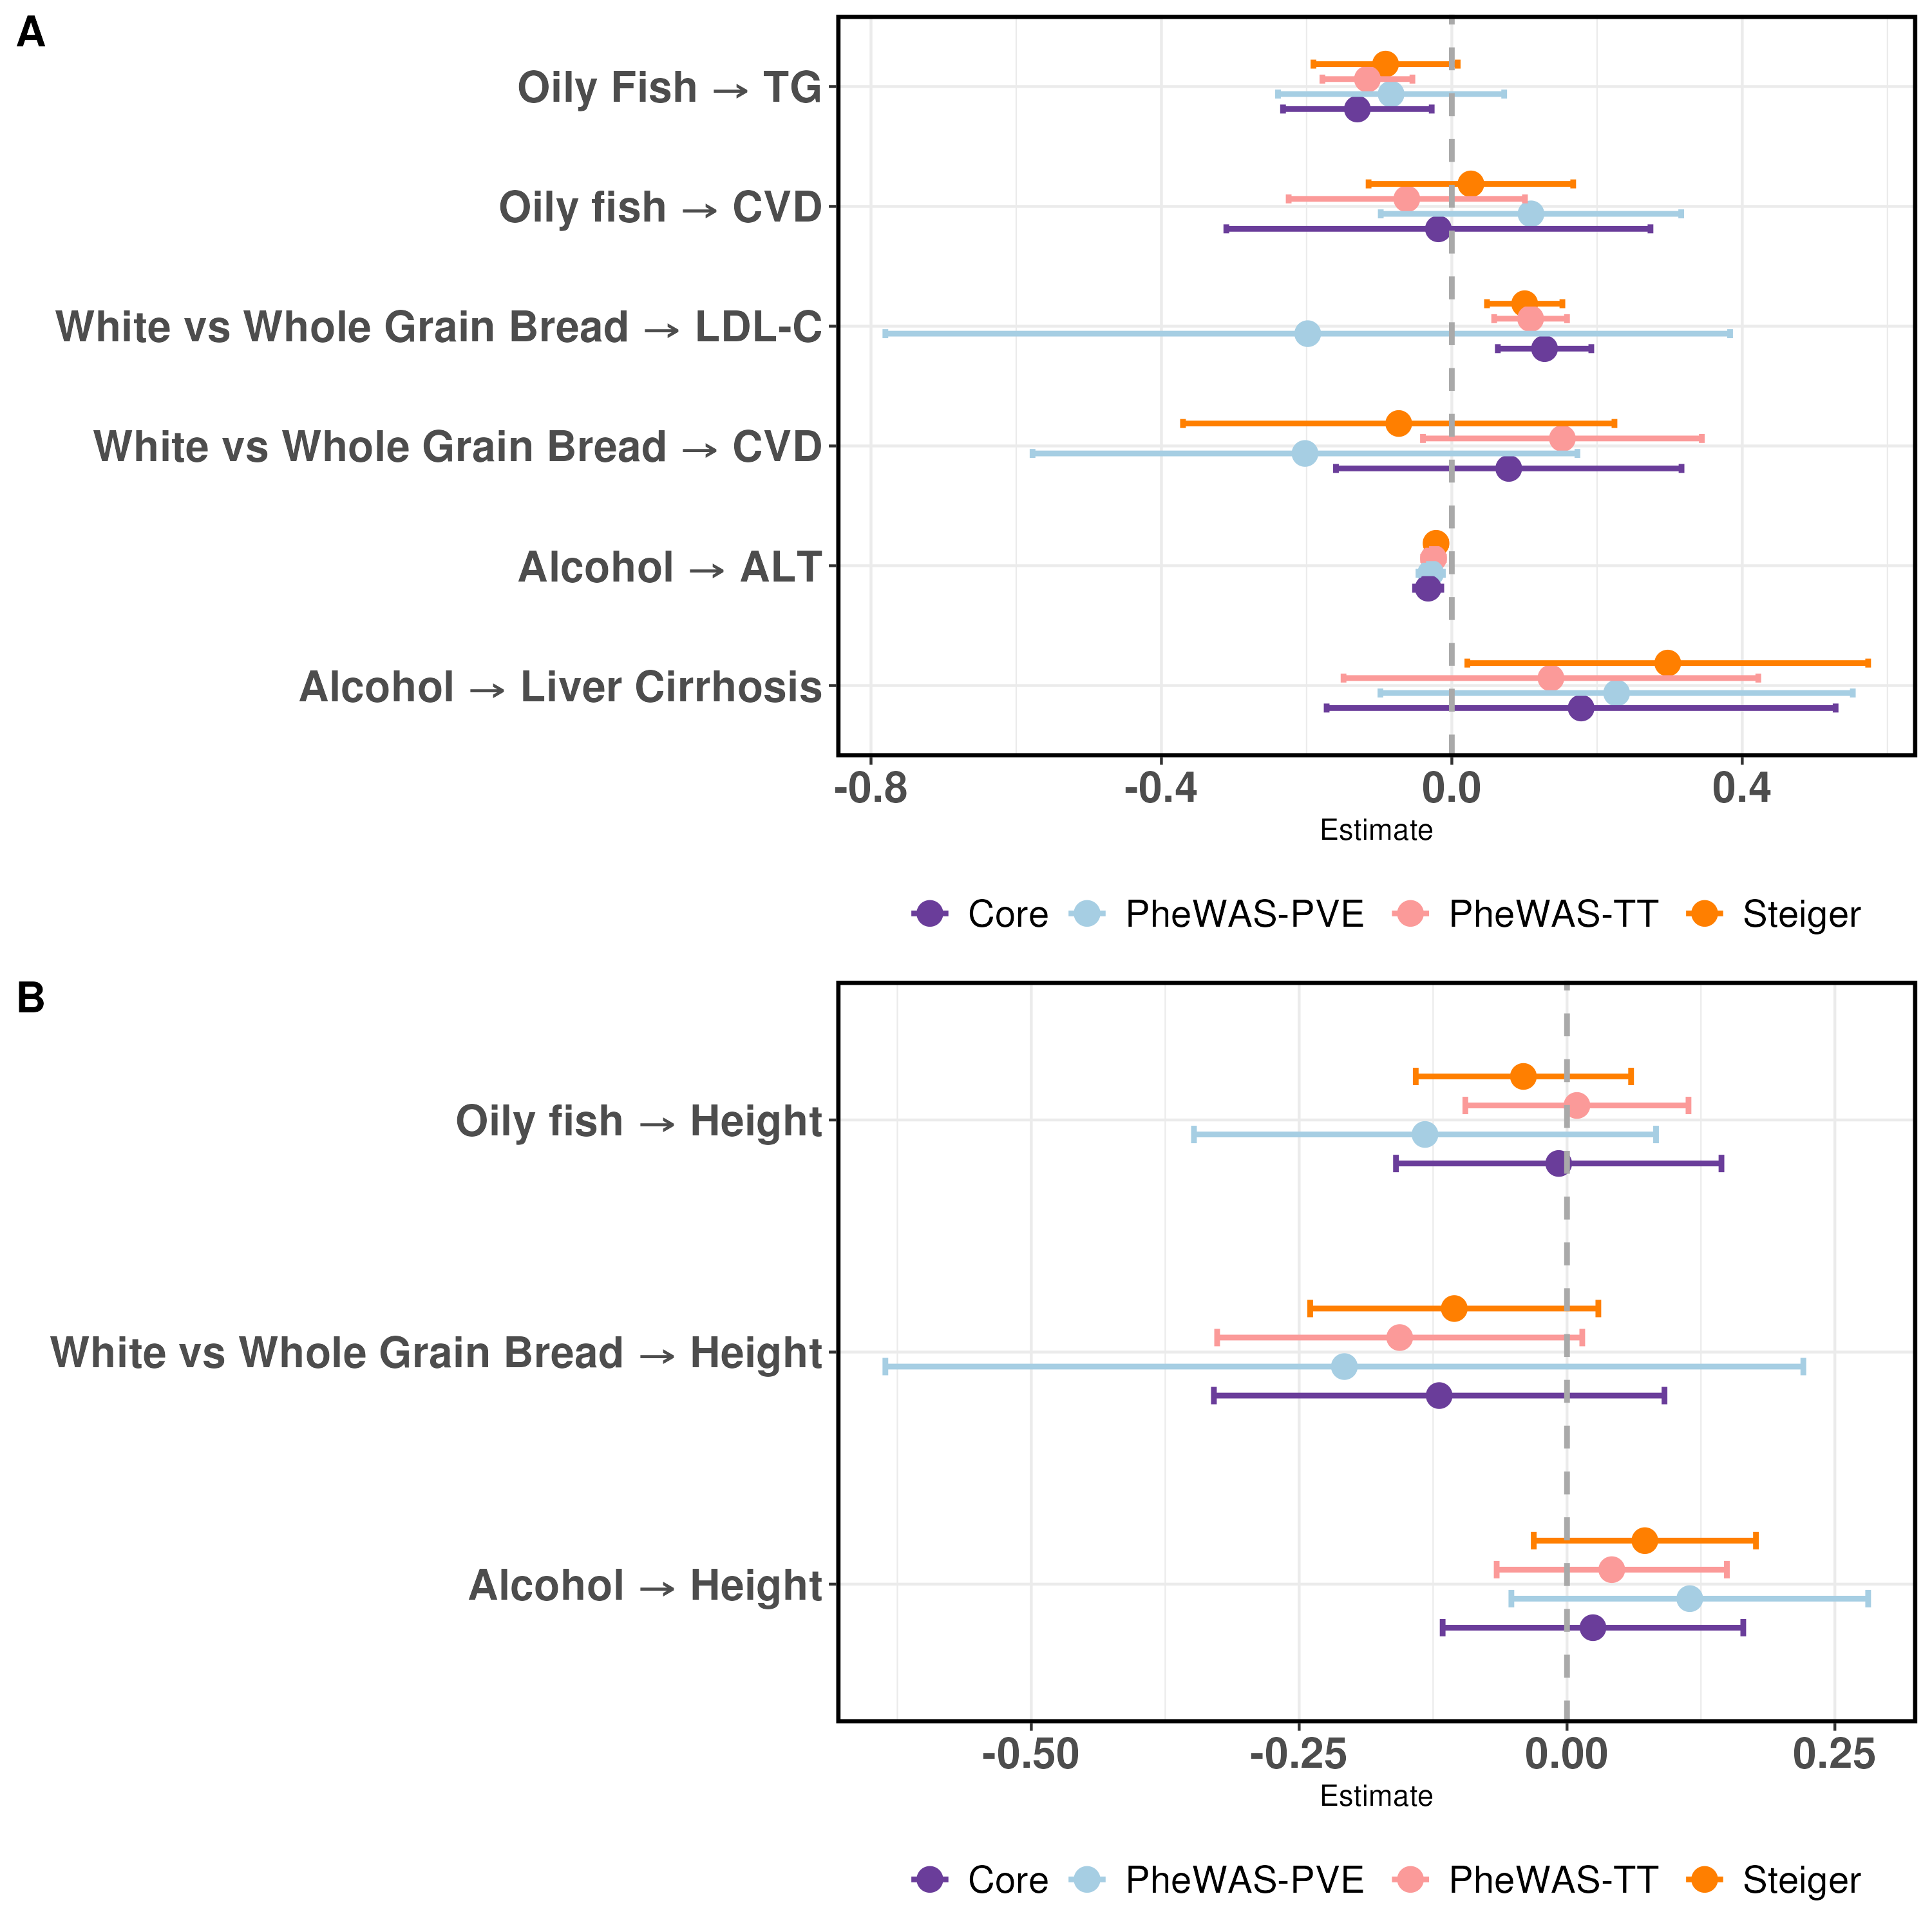 A
Oily Fish → TG
Oily fish → CVD
White vs Whole Grain Bread → LDL-C
White vs Whole Grain Bread → CVD
Alcohol → ALT
Alcohol → Liver Cirrhosis
-0.8 -0.4 0.0 0.4
Estimate
Core PheWAS-PVE PheWAS-TT Steiger
B
Oily fish → Height
White vs Whole Grain Bread → Height
Alcohol → Height
-0.50 -0.25 0.00 0.25
Estimate
Core PheWAS-PVE PheWAS-TT Steiger